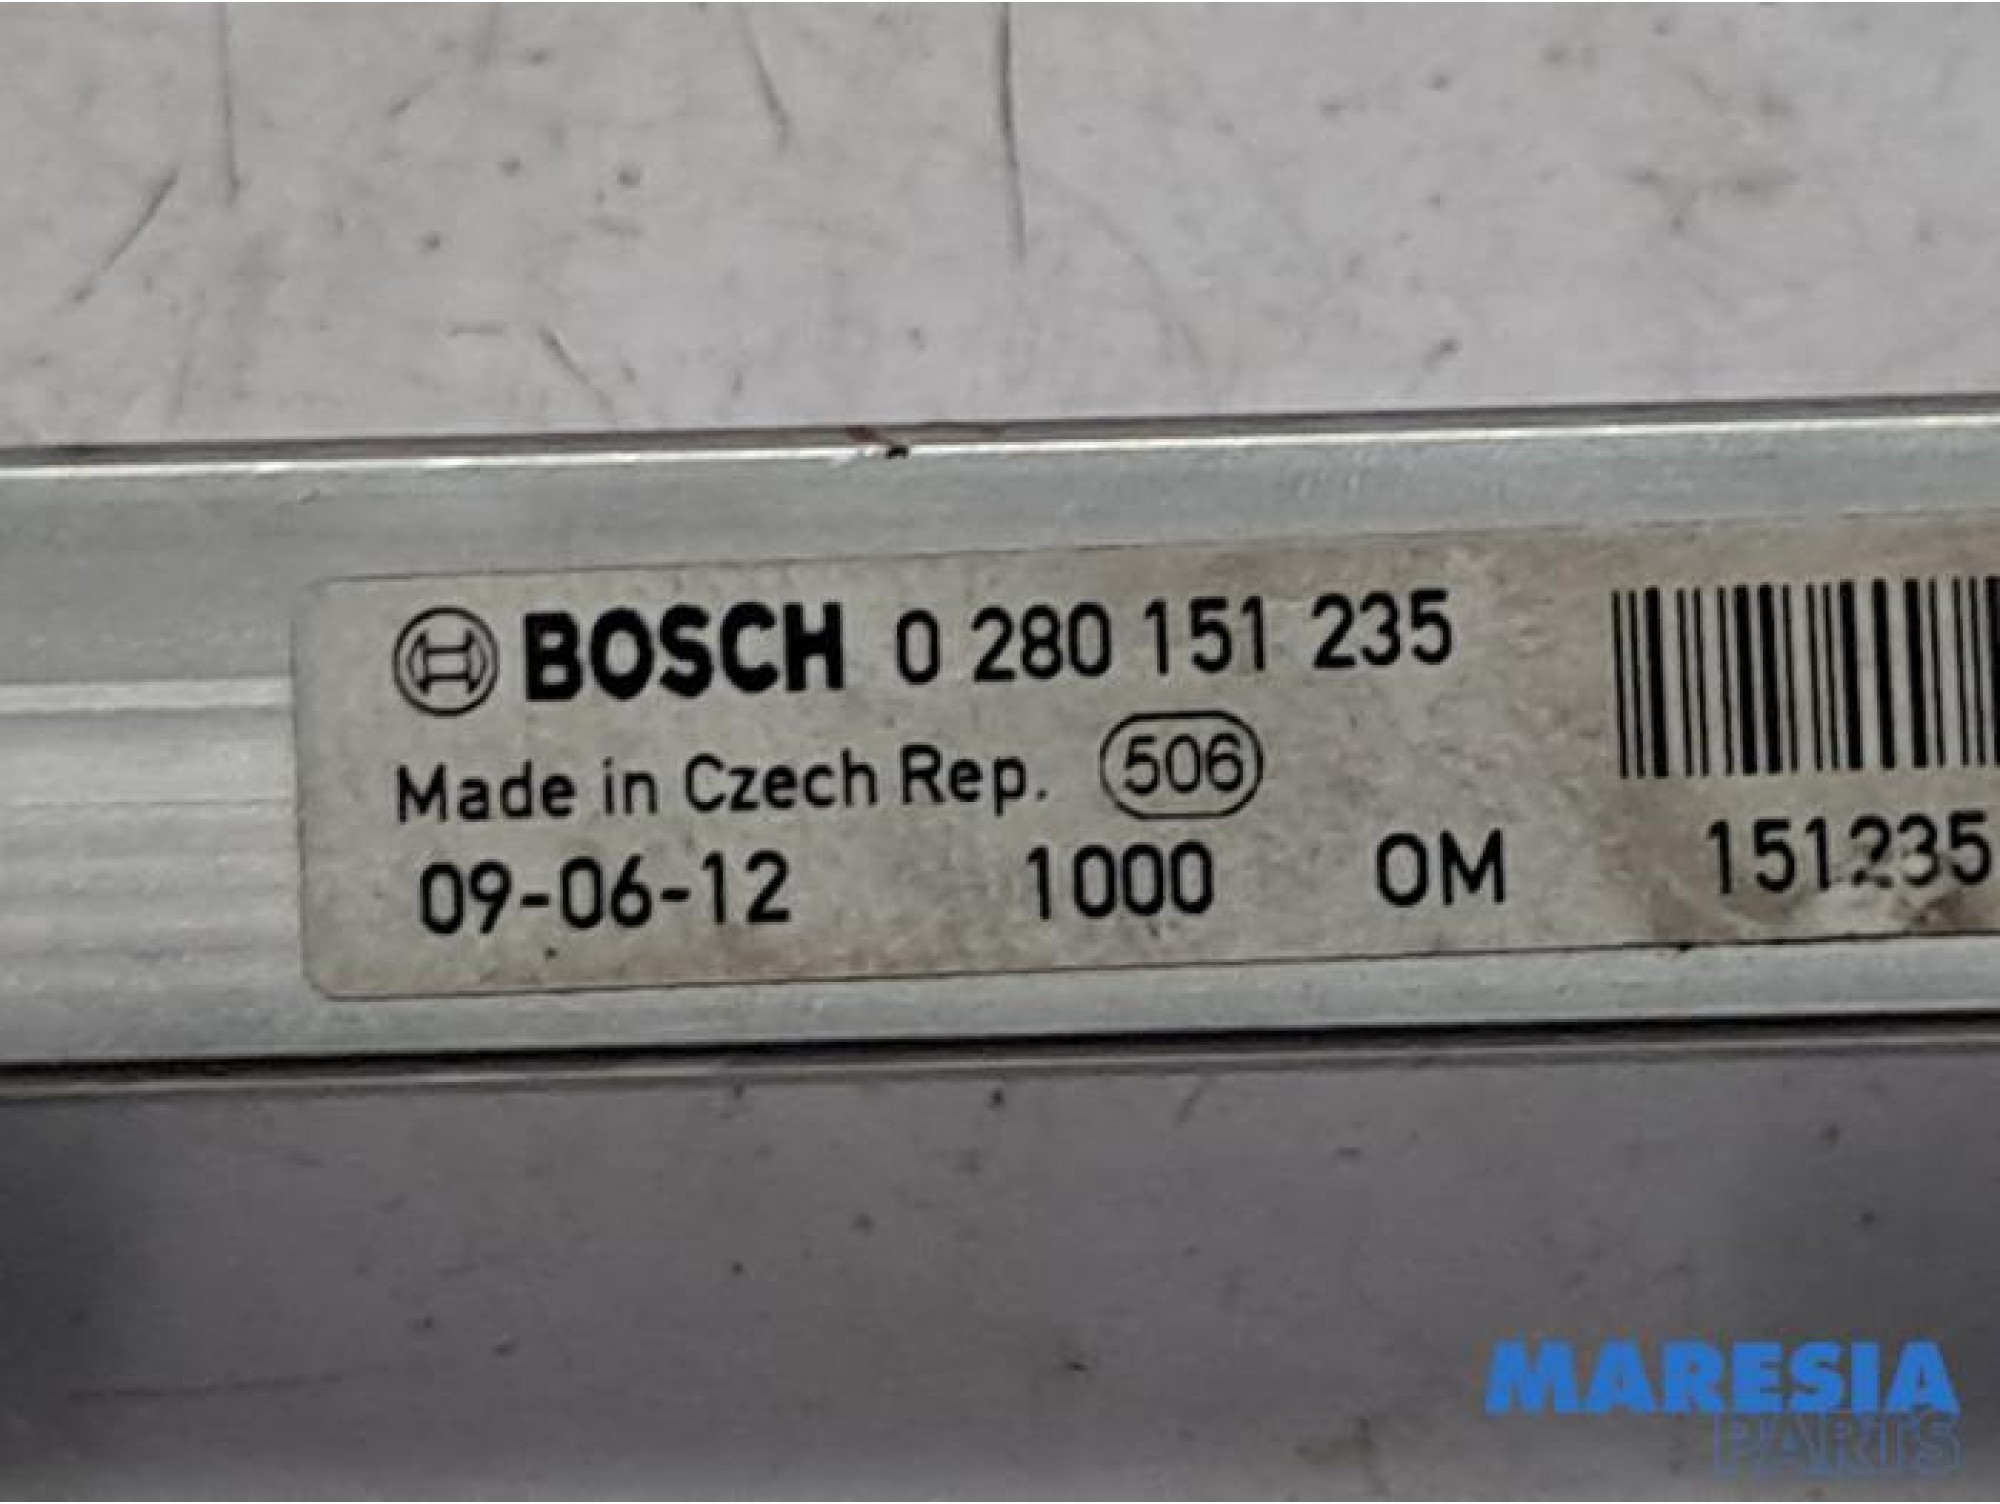 BOSCH 0 280 151 235
Made in Czech Rep. 506
09-06-12 1000 OM 151235
MARESIA
PARTS